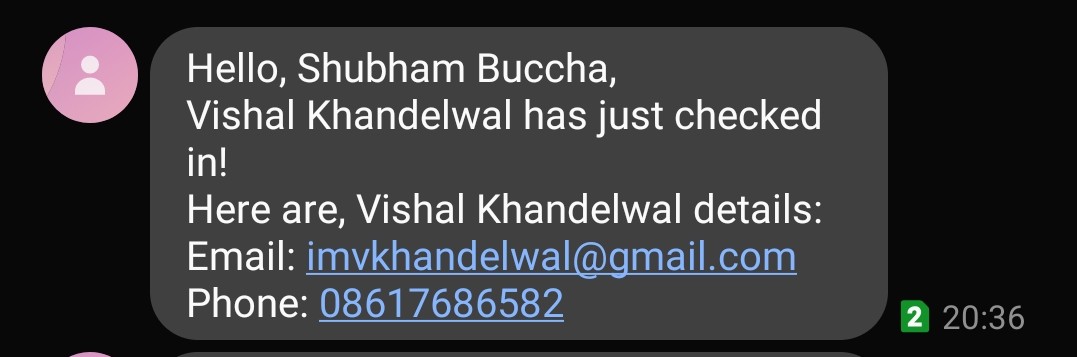 Hello, Shubham Buccha,
Vishal Khandelwal has just checked
in!
Here are, Vishal Khandelwal details:
Email: imvkhandelwal@gmail.com
Phone: 08617686582
2 20:36